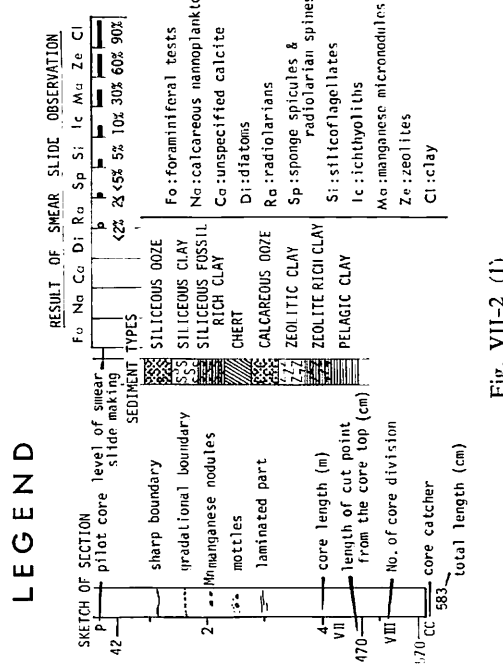 LEGEND
SKETCH OF SECTION
P
pilot core
level of smear
slide making
42
sharp boundary
gradational boundary
Mn manganese nodules
2
mottles
laminated part
4
core length (m)
VII
length of cut point
from the core top (cm)
470
No. of core division
VIII
570
CC
core catcher
583
total length (cm)
SEDIMENT TYPES
SILICEOUS OOZE
SILICEOUS CLAY
SILICEOUS FOSSIL
RICH CLAY
CHERT
CALCAREOUS OOZE
ZEOLITIC CLAY
ZEOLITE RICH CLAY
PELAGIC CLAY
RESULT OF SMEAR SLIDE OBSERVATION
Fo Na Ca Di Ra Sp Si Ic Ma Ze Cl
<2% 2≤<5% 5% 10% 30% 60% 90%
Fo:foraminiferal tests
Na:calcareous nannoplankto
Ca:unspecified calcite
Di:diatoms
Ra:radiolarians
Sp:sponge spicules &
radiolarian spines
Si:silicoflagellates
Ic:ichthyoliths
Ma:manganese micronodules
Ze:zeolites
Cl:clay
Fig. VII-2 (1)